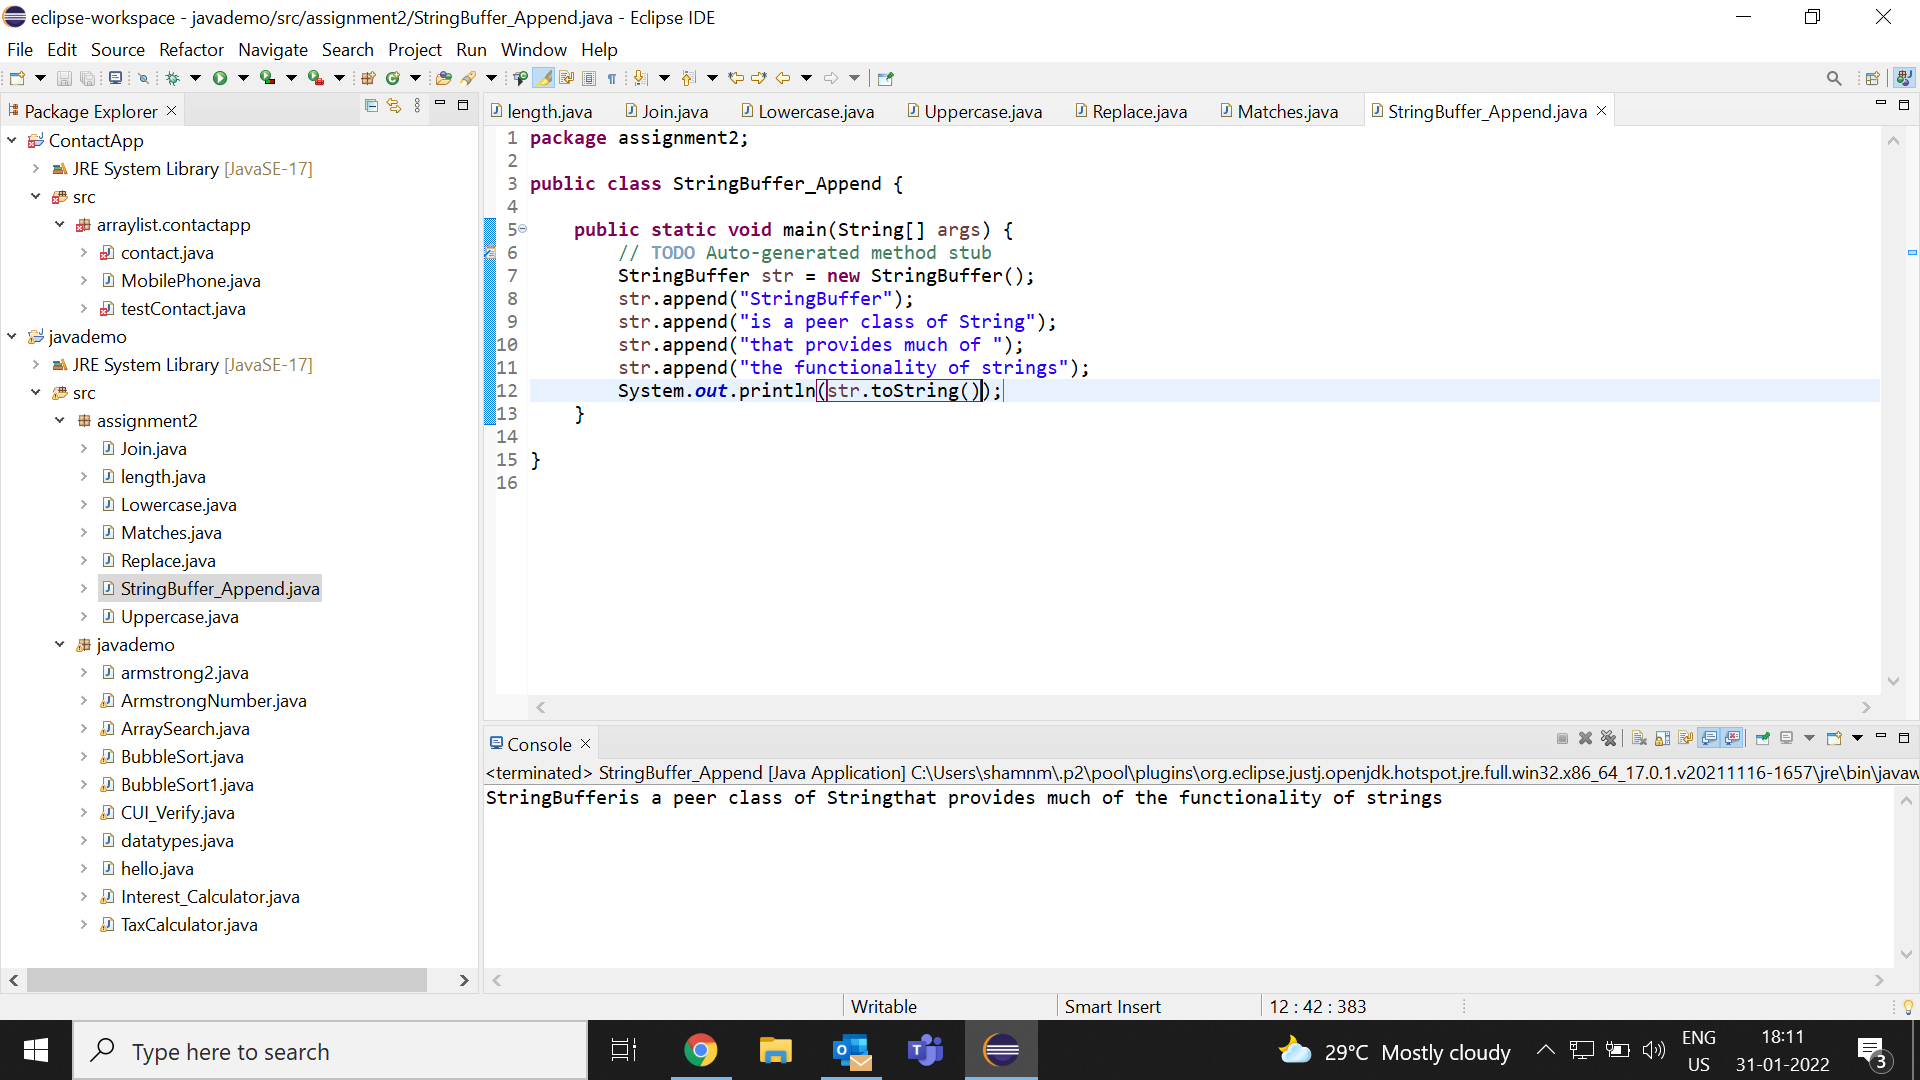 eclipse-workspace - javademo/src/assignment2/StringBuffer_Append.java - Eclipse IDE
File Edit Source Refactor Navigate Search Project Run Window Help
Package Explorer
ContactApp
JRE System Library [JavaSE-17]
src
arraylist.contactapp
contact.java
MobilePhone.java
testContact.java
javademo
JRE System Library [JavaSE-17]
src
assignment2
Join.java
length.java
Lowercase.java
Matches.java
Replace.java
StringBuffer_Append.java
Uppercase.java
javademo
armstrong2.java
ArmstrongNumber.java
ArraySearch.java
BubbleSort.java
BubbleSort1.java
CUI_Verify.java
datatypes.java
hello.java
Interest_Calculator.java
TaxCalculator.java
length.java Join.java Lowercase.java Uppercase.java Replace.java Matches.java StringBuffer_Append.java
1 package assignment2;
2
3 public class StringBuffer_Append {
4
5 public static void main(String[] args) {
6 // TODO Auto-generated method stub
7 StringBuffer str = new StringBuffer();
8 str.append("StringBuffer");
9 str.append("is a peer class of String");
10 str.append("that provides much of ");
11 str.append("the functionality of strings");
12 System.out.println(str.toString());
13 }
14
15 }
16
Console
<terminated> StringBuffer_Append [Java Application] C:\Users\shamnm\.p2\pool\plugins\org.eclipse.justj.openjdk.hotspot.jre.full.win32.x86_64_17.0.1.v20211116-1657\jre\bin\javaw
StringBufferis a peer class of Stringthat provides much of the functionality of strings
Writable Smart Insert 12 : 42 : 383
Type here to search
29°C Mostly cloudy
ENG
US
18:11
31-01-2022
3